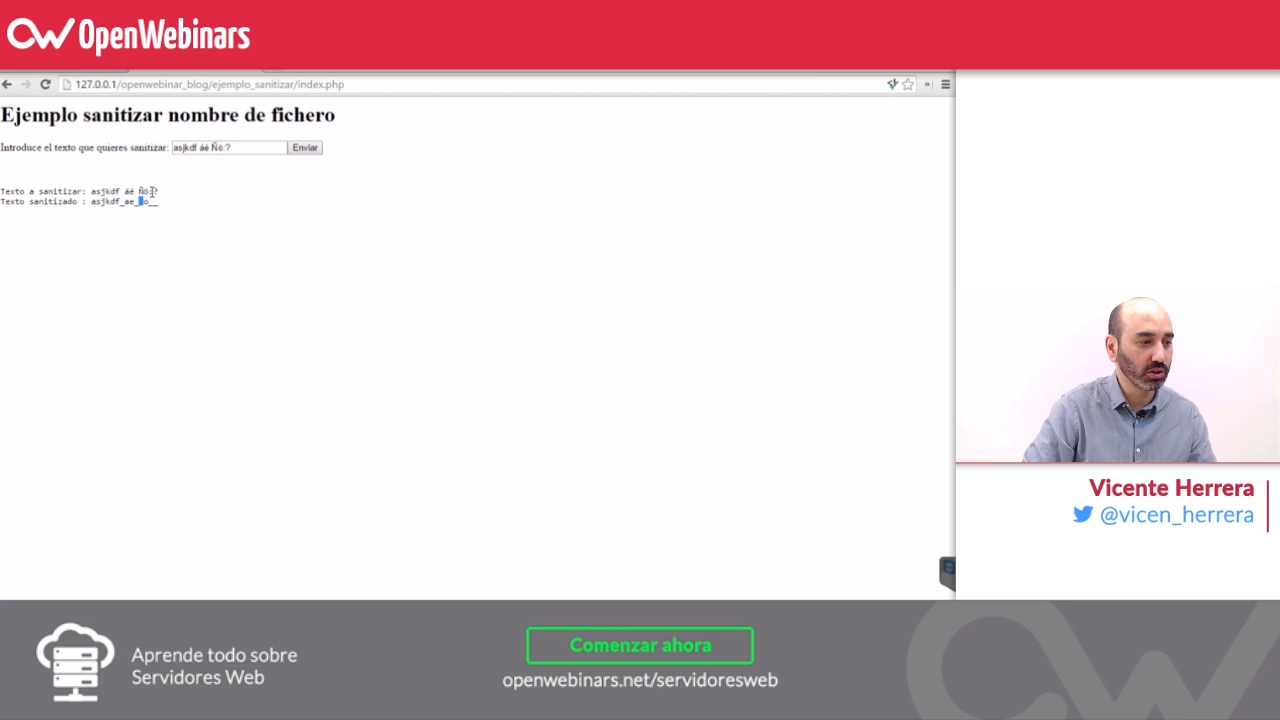 OpenWebinars
127.0.0.1/openwebinar_blog/ejemplo_sanitizar/index.php
Ejemplo sanitizar nombre de fichero
Introduce el texto que quieres sanitizar: asjkdf áé Ñö:? Enviar
Texto a sanitizar: asjkdf áé Ñö:?
Texto sanitizado : asjkdf_ae_
Vicente Herrera
@vicen_herrera
Aprende todo sobre
Servidores Web
Comenzar ahora
openwebinars.net/servidoresweb